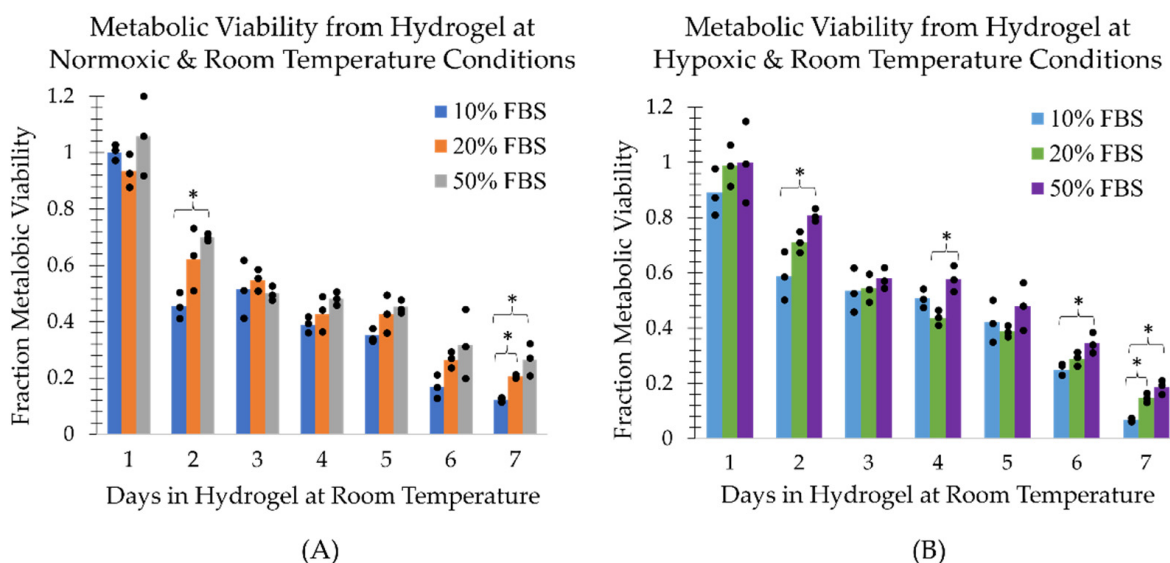 Metabolic Viability from Hydrogel at
Normoxic & Room Temperature Conditions
Fraction Metalobic Viability
1.2
1
0.8
0.6
0.4
0.2
0
10% FBS
20% FBS
50% FBS
*
*
*
1 2 3 4 5 6 7
Days in Hydrogel at Room Temperature
(A)
Metabolic Viability from Hydrogel at
Hypoxic & Room Temperature Conditions
Fraction Metabolic Viability
1.2
1
0.8
0.6
0.4
0.2
0
10% FBS
20% FBS
50% FBS
*
*
*
*
*
1 2 3 4 5 6 7
Days in Hydrogel at Room Temperature
(B)